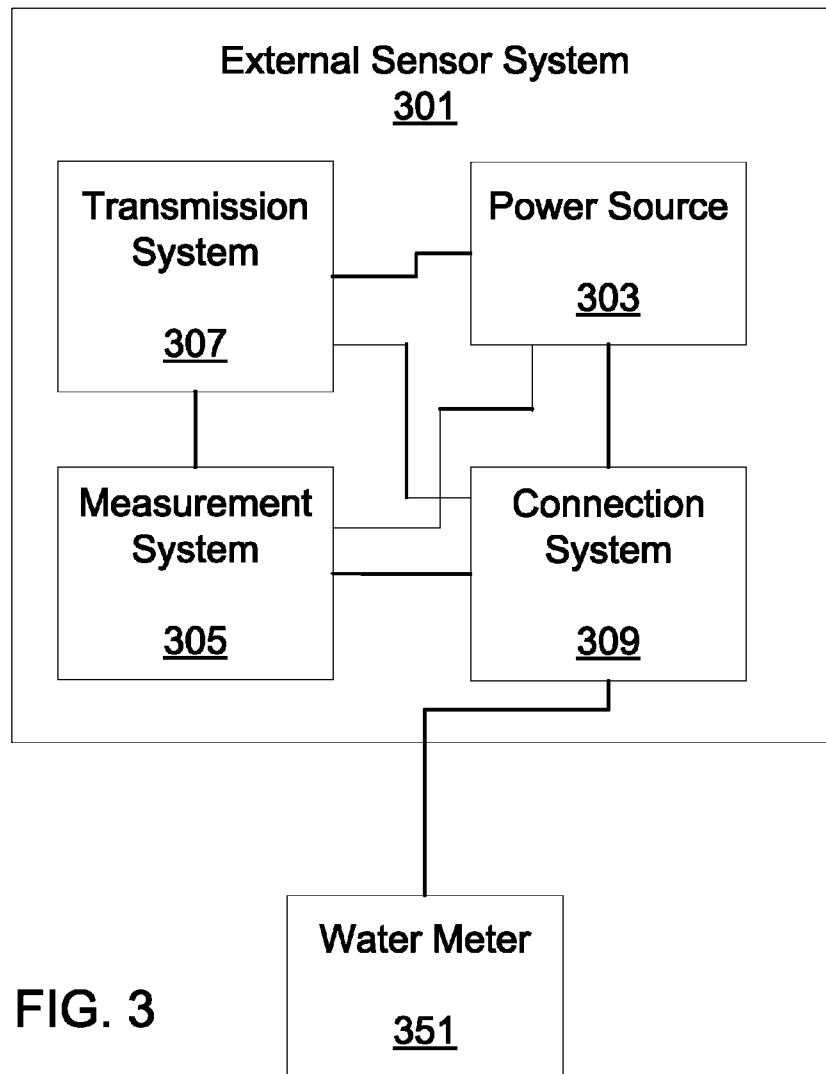 External Sensor System
301
Transmission
System
307
Power Source
303
Measurement
System
305
Connection
System
309
Water Meter
351
FIG. 3